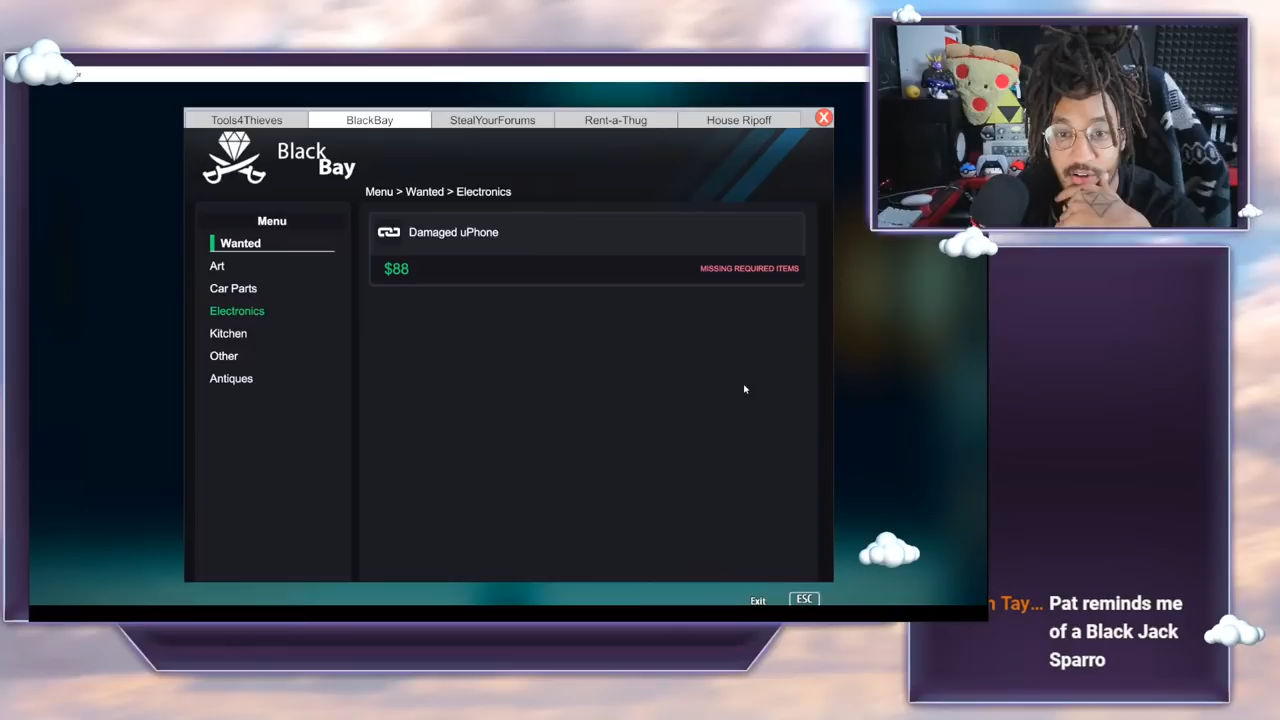 Tools4Thieves
BlackBay
StealYourForums
Rent-a-Thug
House Ripoff
X
Black
Bay
Menu > Wanted > Electronics
Menu
Wanted
Art
Car Parts
Electronics
Kitchen
Other
Antiques
Damaged uPhone
$88
MISSING REQUIRED ITEMS
Exit
ESC
Tay... Pat reminds me
of a Black Jack
Sparro